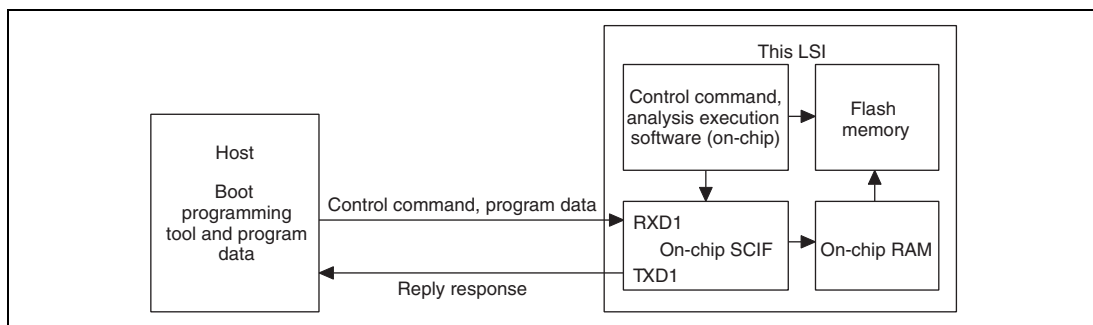 This LSI
Host
Boot
programming
tool and program
data
Control command, program data
Reply response
Control command,
analysis execution
software (on-chip)
Flash
memory
RXD1
On-chip SCIF
TXD1
On-chip RAM